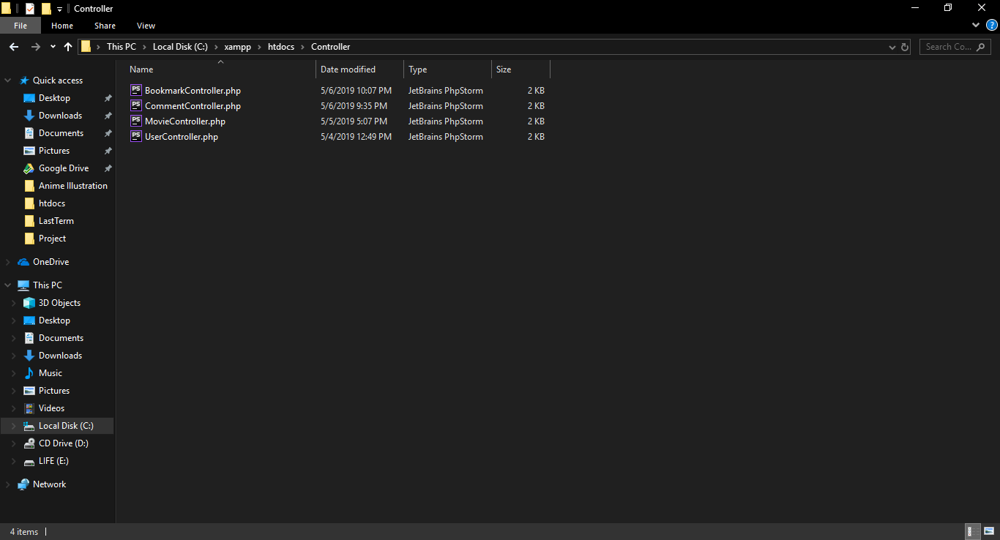 Controller
File Home Share View
This PC Local Disk (C:) xampp htdocs Controller Search Co...
Name Date modified Type Size
BookmarkController.php 5/6/2019 10:07 PM JetBrains PhpStorm 2 KB
CommentController.php 5/6/2019 9:35 PM JetBrains PhpStorm 2 KB
MovieController.php 5/5/2019 5:07 PM JetBrains PhpStorm 2 KB
UserController.php 5/4/2019 12:49 PM JetBrains PhpStorm 2 KB
Quick access
Desktop
Downloads
Documents
Pictures
Google Drive
Anime Illustration
htdocs
LastTerm
Project
OneDrive
This PC
3D Objects
Desktop
Documents
Downloads
Music
Pictures
Videos
Local Disk (C:)
CD Drive (D:)
LIFE (E:)
Network
4 items